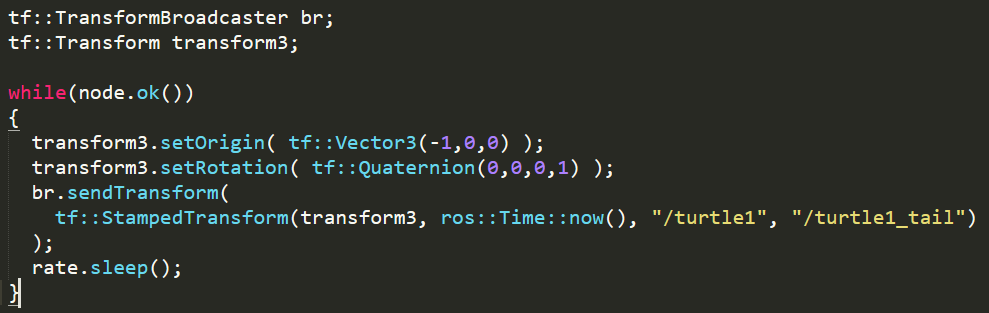 tf::TransformBroadcaster br;
tf::Transform transform3;
while(node.ok())
{
transform3.setOrigin( tf::Vector3(-1,0,0) );
transform3.setRotation( tf::Quaternion(0,0,0,1) );
br.sendTransform(
tf::StampedTransform(transform3, ros::Time::now(), "/turtle1", "/turtle1_tail")
);
rate.sleep();
}